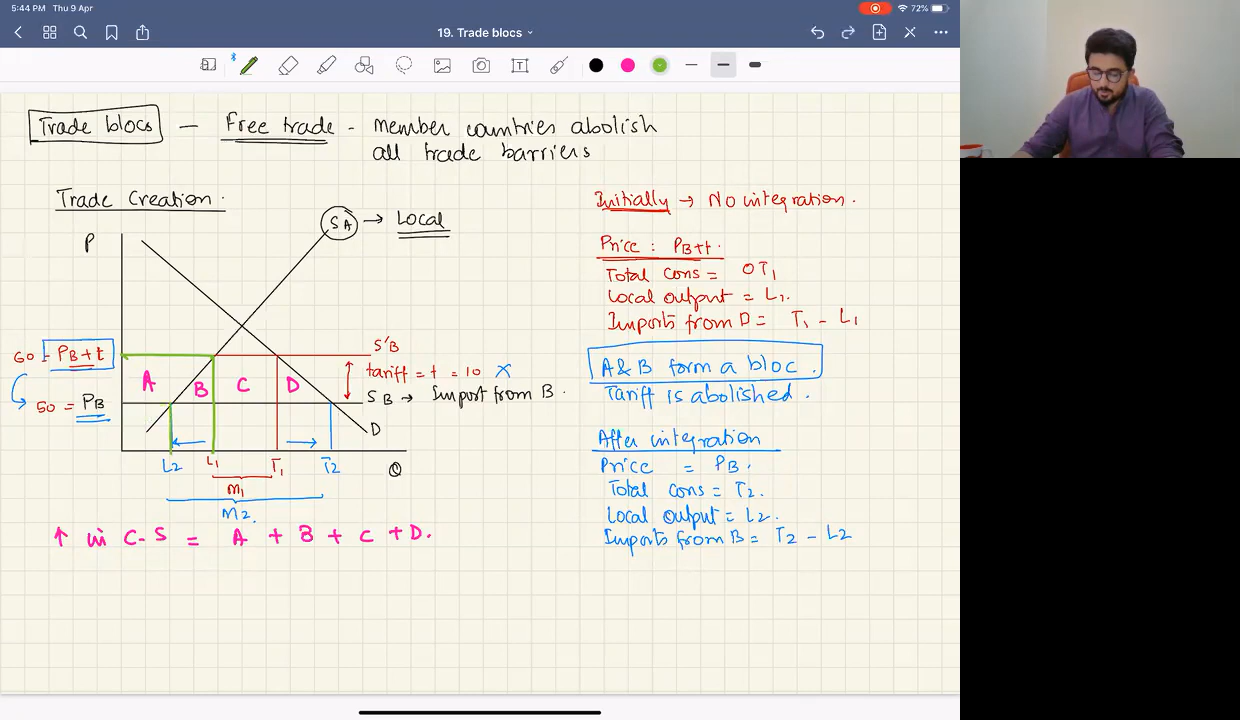 5:44 PM Thu 9 Apr
72%
19. Trade blocs
Trade blocs - Free trade - member countries abolish
all trade barriers
Trade Creation.
P
SA → Local
60 - PB+t
S'B
tariff = t = 10 X
50 = PB
SB → Import from B.
A B C D
D
L2 L1 T1 T2
Q
M1
M2.
↑ in C.S = A + B + C + D.
Initially → No integration.
Price: PB+t.
Total cons = OT1
Local output = L1.
Imports from D = T1 - L1
A & B form a bloc.
Tariff is abolished.
After integration
Price = PB.
Total cons = T2.
Local output = L2.
Imports from B = T2 - L2